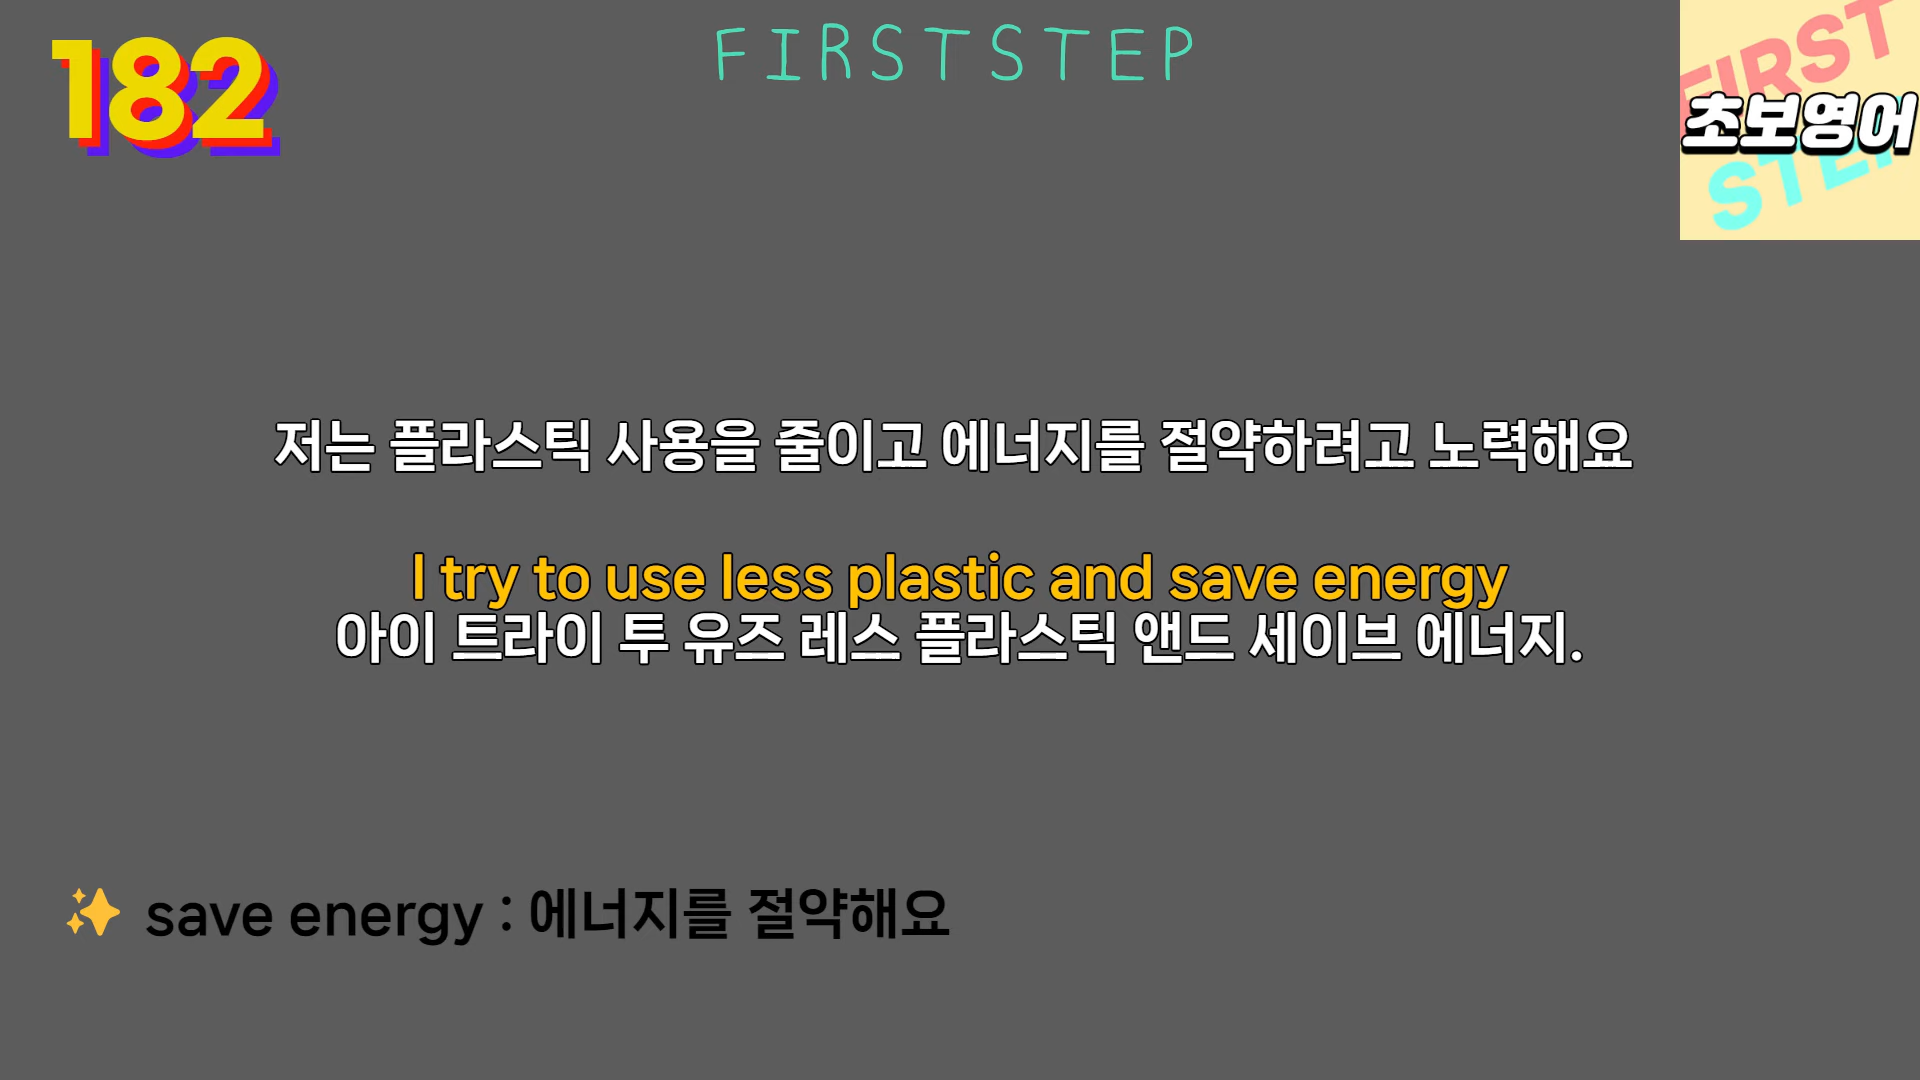 182
FIRSTSTEP
FIRST
초보영어
STEP
저는 플라스틱 사용을 줄이고 에너지를 절약하려고 노력해요
I try to use less plastic and save energy
아이 트라이 투 유즈 레스 플라스틱 앤드 세이브 에너지.
✨ save energy : 에너지를 절약해요